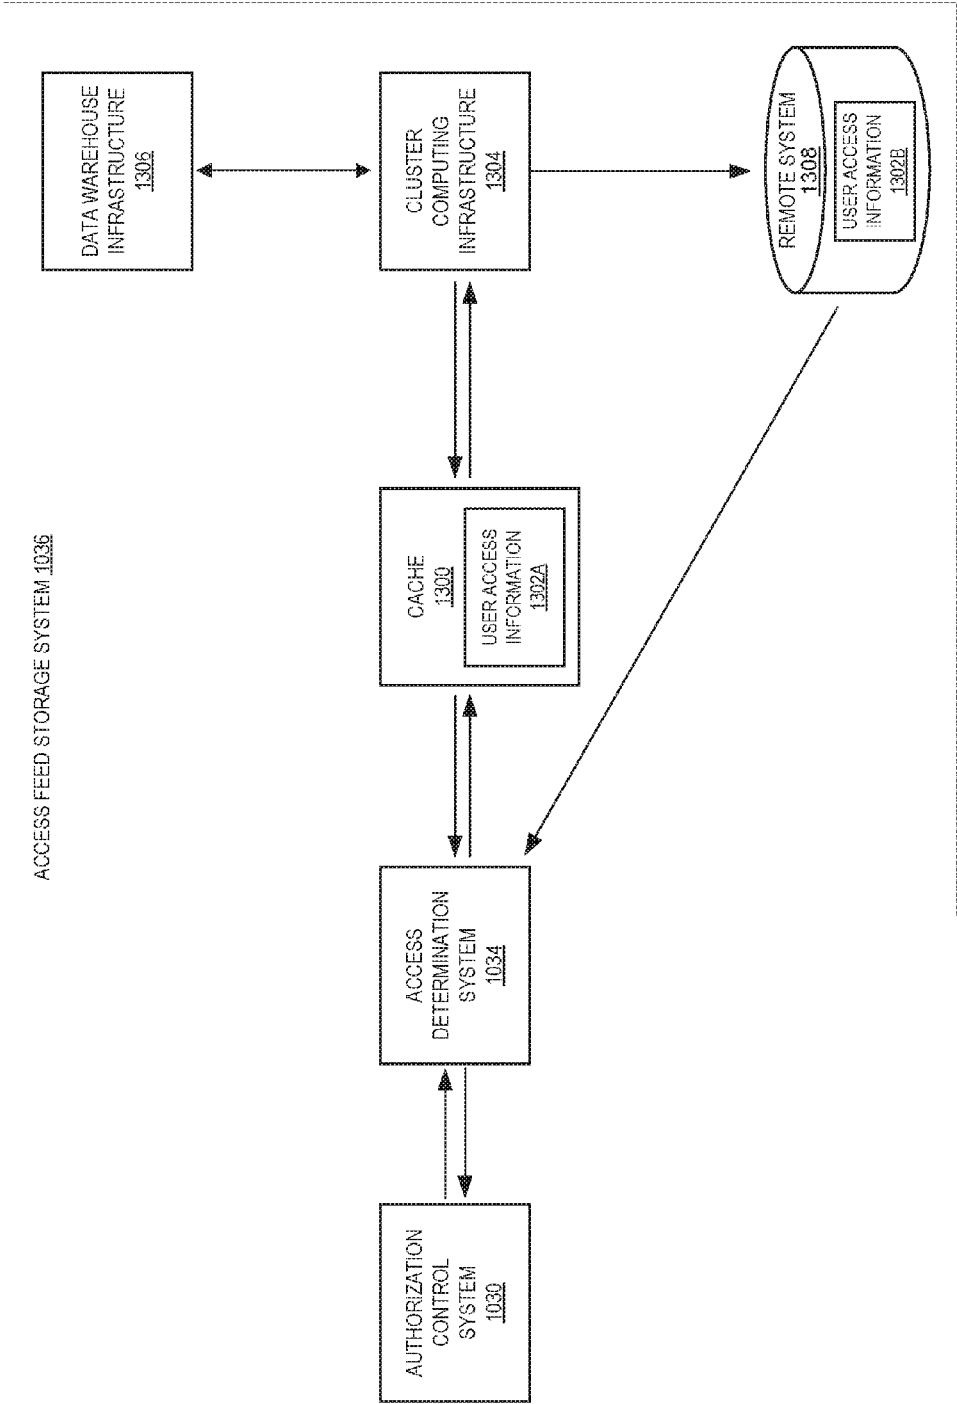 ACCESS FEED STORAGE SYSTEM 1036
AUTHORIZATION
CONTROL
SYSTEM
1030
ACCESS
DETERMINATION
SYSTEM
1034
CACHE
1300
USER ACCESS
INFORMATION
1302A
DATA WAREHOUSE
INFRASTRUCTURE
1306
CLUSTER
COMPUTING
INFRASTRUCTURE
1304
REMOTE SYSTEM
1308
USER ACCESS
INFORMATION
1302B